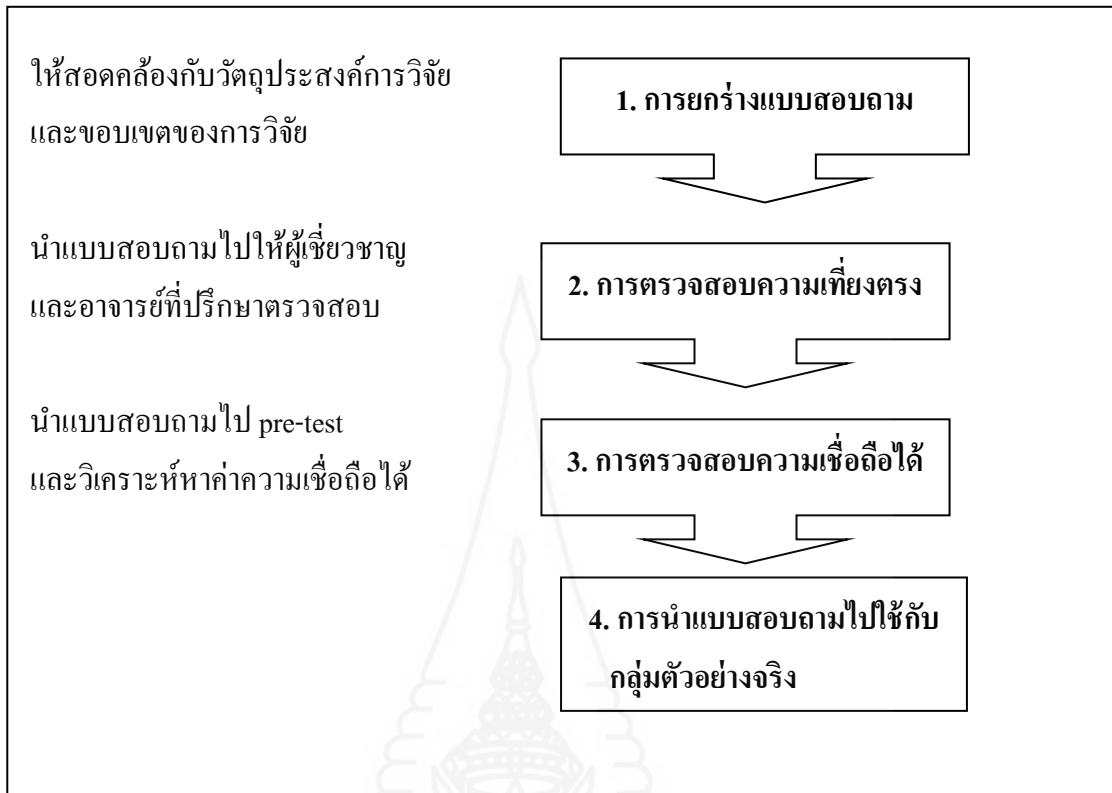 ให้สอดคล้องกับวัตถุประสงค์การวิจัย
และขอบเขตของการวิจัย
1. การยกร่างแบบสอบถาม
นำแบบสอบถามไปให้ผู้เชี่ยวชาญ
และอาจารย์ที่ปรึกษาตรวจสอบ
2. การตรวจสอบความเที่ยงตรง
นำแบบสอบถามไป pre-test
และวิเคราะห์หาค่าความเชื่อถือได้
3. การตรวจสอบความเชื่อถือได้
4. การนำแบบสอบถามไปใช้กับ
กลุ่มตัวอย่างจริง